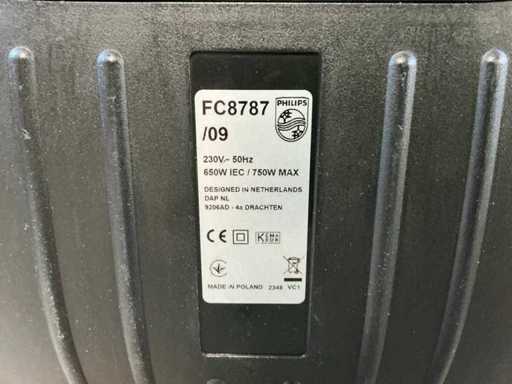 FC8787
/09
PHILIPS
230V~ 50Hz
650W IEC / 750W MAX
DESIGNED IN NETHERLANDS
DAP NL
9206AD - 4a DRACHTEN
CE
MADE IN POLAND 2348 VC1